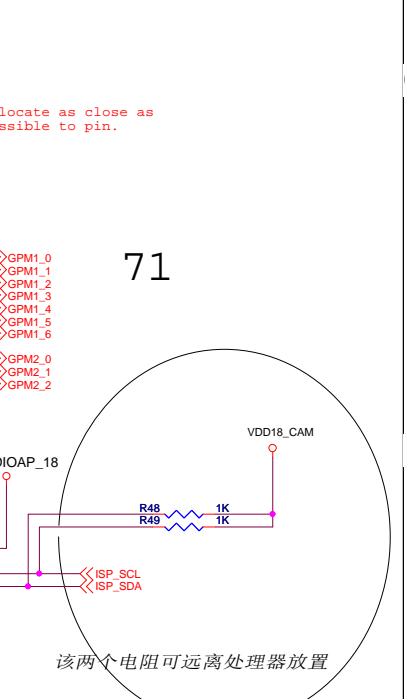 locate as close as
ssible to pin.
71
GPM1_0
GPM1_1
GPM1_2
GPM1_3
GPM1_4
GPM1_5
GPM1_6
GPM2_0
GPM2_1
GPM2_2
VDD18_CAM
DIOAP_18
R48 1K
R49 1K
ISP_SCL
ISP_SDA
该两个电阻可远离处理器放置